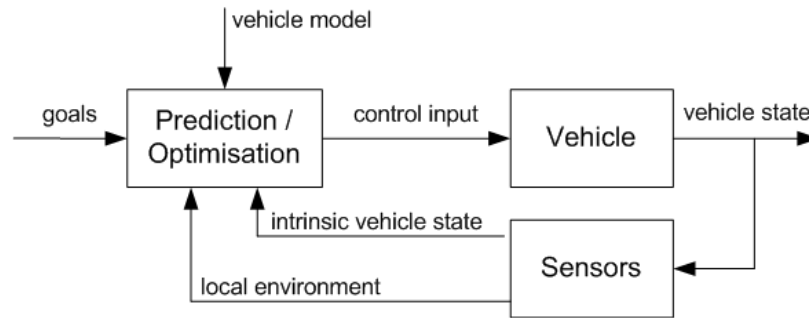 vehicle model
goals
Prediction /
Optimisation
control input
Vehicle
vehicle state
intrinsic vehicle state
Sensors
local environment